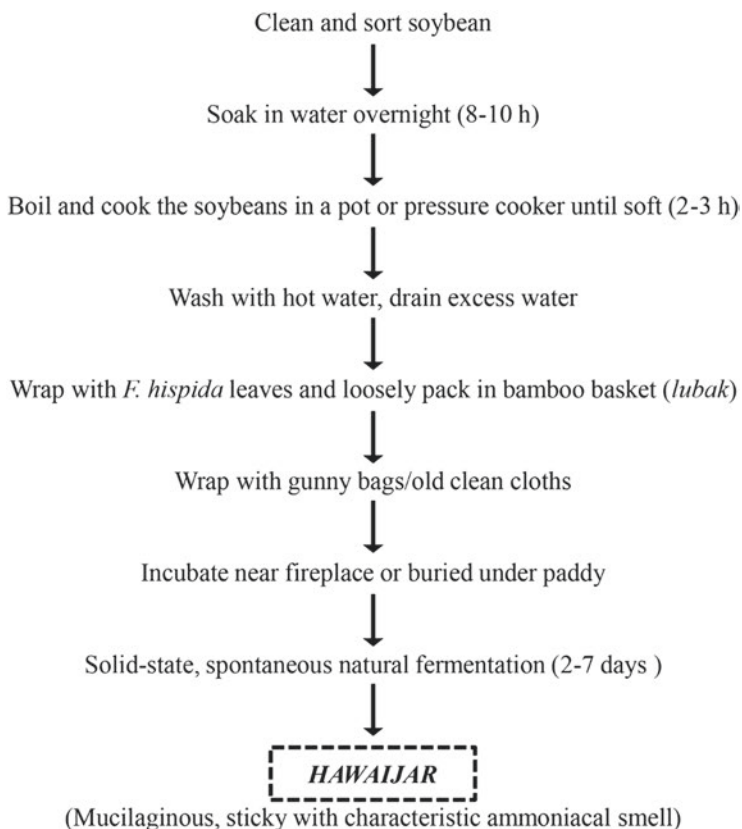 Clean and sort soybean
Soak in water overnight (8-10 h)
Boil and cook the soybeans in a pot or pressure cooker until soft (2-3 h)
Wash with hot water, drain excess water
Wrap with F. hispida leaves and loosely pack in bamboo basket (lubak)
Wrap with gunny bags/old clean cloths
Incubate near fireplace or buried under paddy
Solid-state, spontaneous natural fermentation (2-7 days )
HAWAIJAR
(Mucilaginous, sticky with characteristic ammoniacal smell)